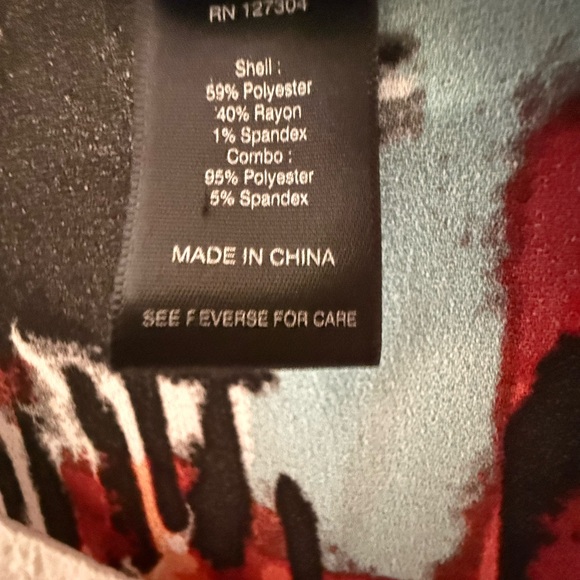 RN 127304
Shell :
59% Polyester
40% Rayon
1% Spandex
Combo :
95% Polyester
5% Spandex
MADE IN CHINA
SEE REVERSE FOR CARE